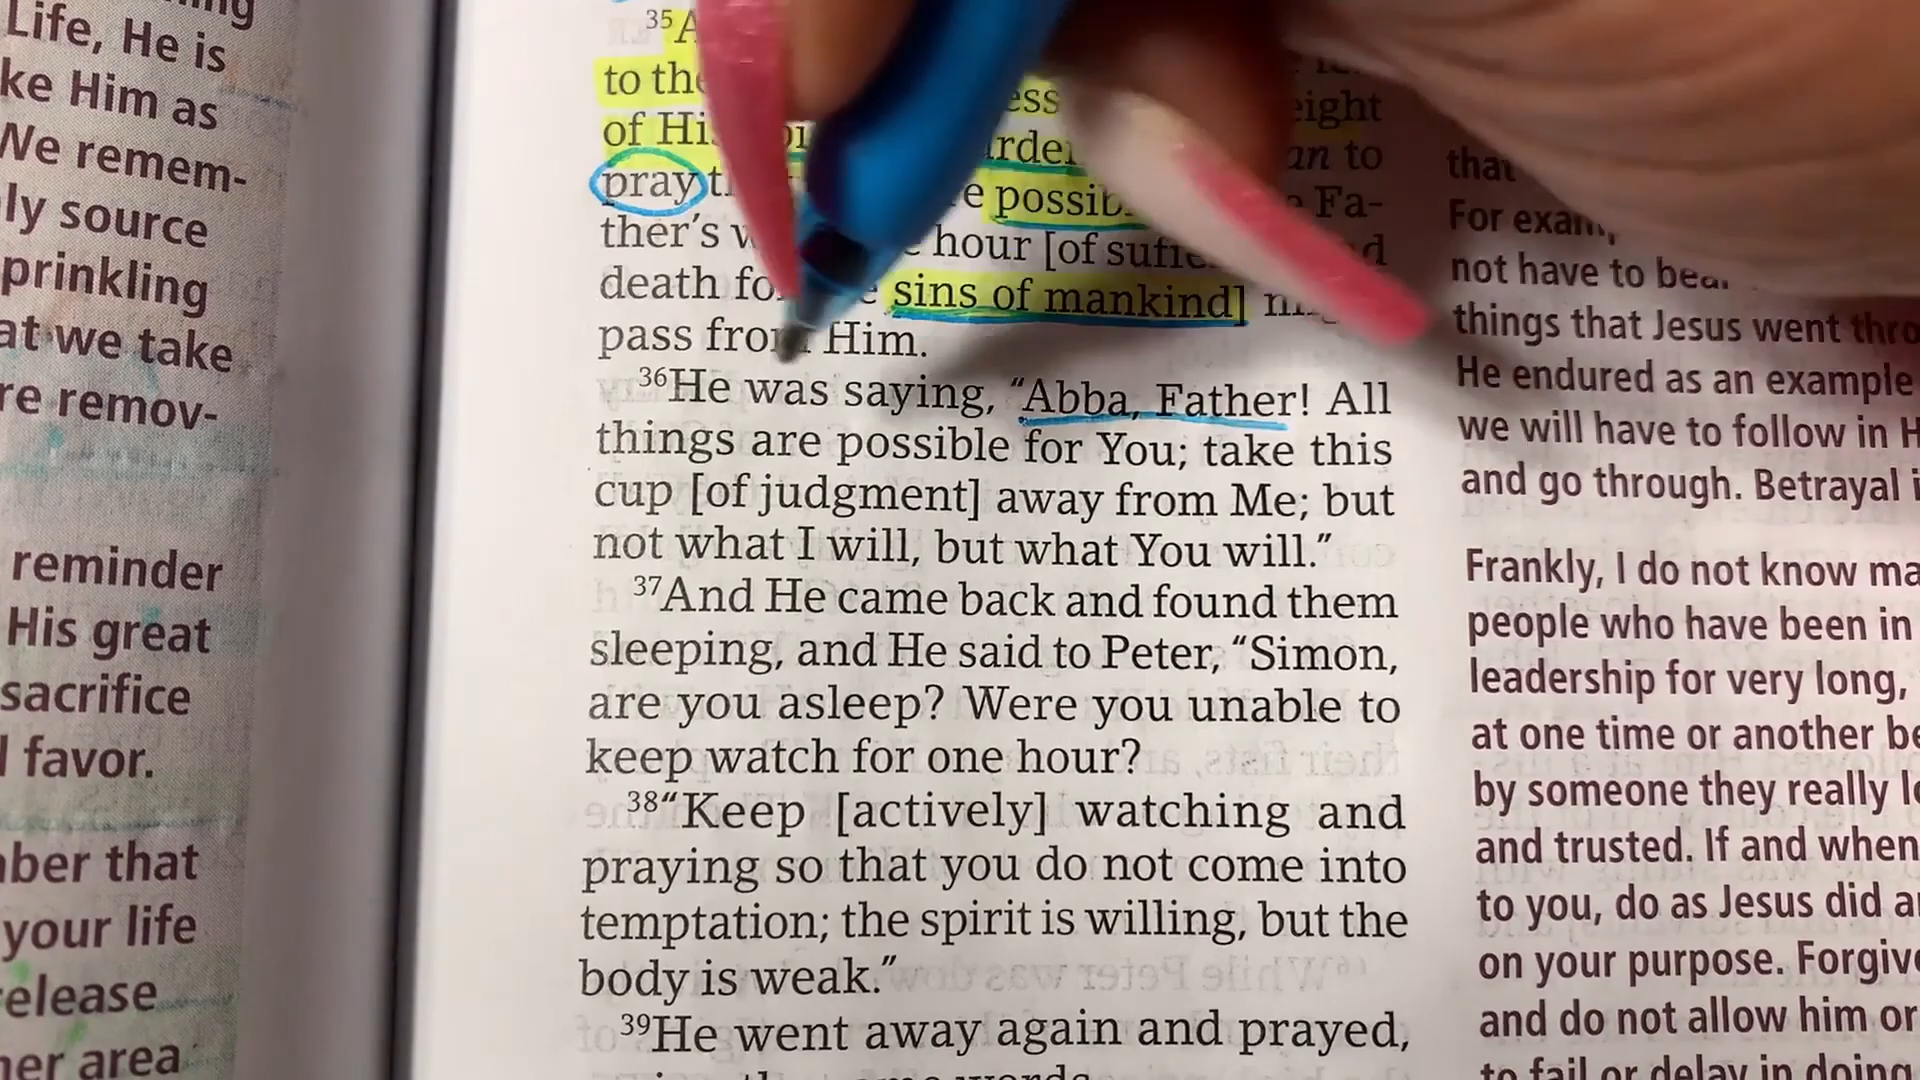 Life, He is
ke Him as
We remem-
ly source
prinkling
at we take
re remov-
reminder
His great
sacrifice
favor.
ber that
your life
elease
her area
35
to the
of His
pray
possib
Fa-
ther's hour [of
death sins of mankind]
pass from Him.
36He was saying, “Abba, Father! All
things are possible for You; take this
cup [of judgment] away from Me; but
not what I will, but what You will.”
37And He came back and found them
sleeping, and He said to Peter, “Simon,
are you asleep? Were you unable to
keep watch for one hour?
38“Keep [actively] watching and
praying so that you do not come into
temptation; the spirit is willing, but the
body is weak.”
39He went away again and prayed,
that
For
not have to bear
things that Jesus went thro
He endured as an example
we will have to follow in H
and go through. Betrayal i
Frankly, I do not know ma
people who have been in
leadership for very long,
at one time or another be
by someone they really lo
and trusted. If and when
to you, do as Jesus did a
on your purpose. Forgive
and do not allow him or
to fail or delay in doing